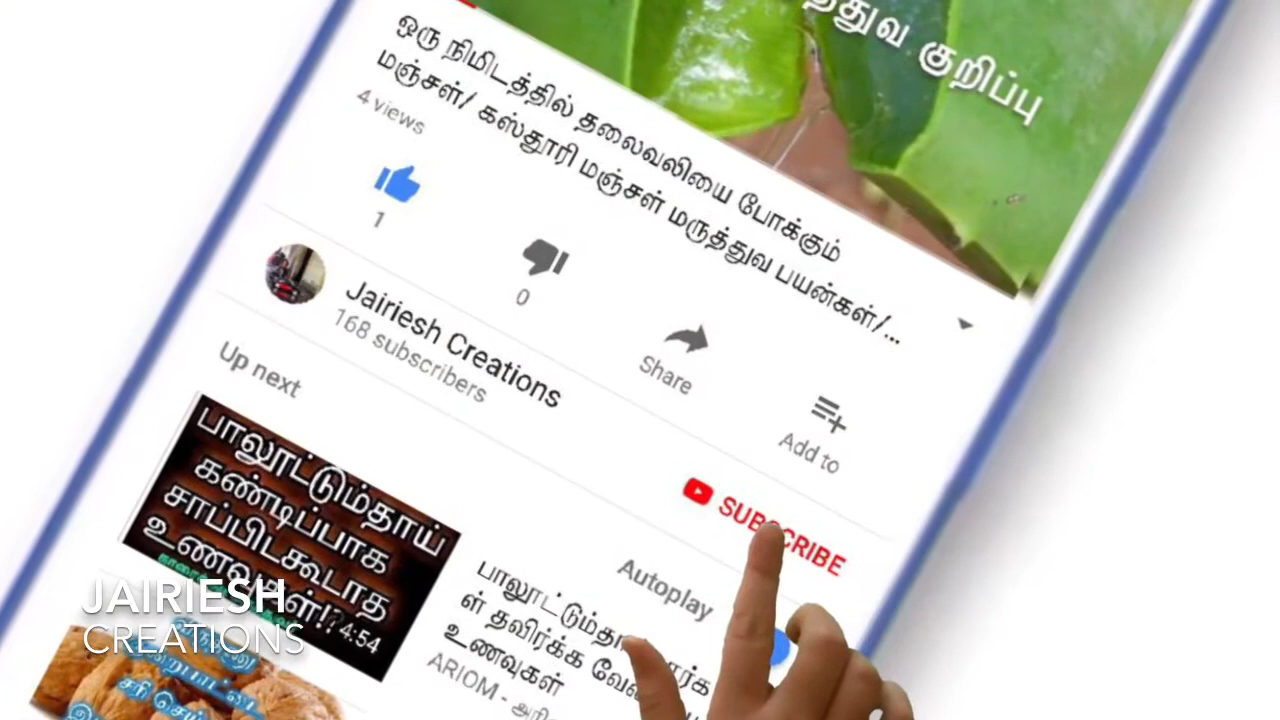 த்துவ குறிப்பு
ஒரு நிமிடத்தில் தலைவலியை போக்கும்
மஞ்சள்/ கஸ்தூரி மஞ்சள் மருத்துவ பயன்கள்/...
4 views
1
0
Share
Add to
Jairiesh Creations
168 subscribers
SUBSCRIBE
Up next
Autoplay
பாலூட்டும்தாய்
கண்டிப்பாக
சாப்பிடகூடாத
உணவுகள்!?
4:54
தவிர்க்க
உணவுகள்
ARIOM -
JAIRIESH
CREATIONS